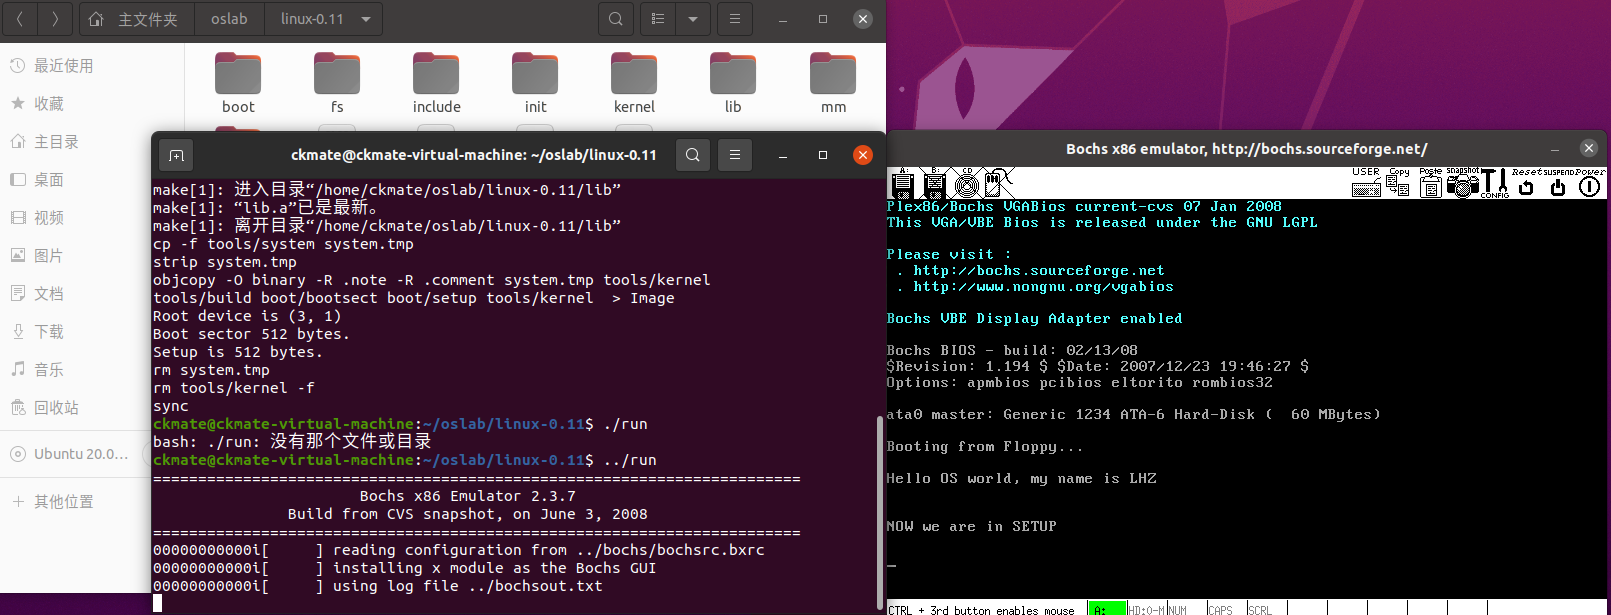 主文件夹
oslab
linux-0.11
最近使用
收藏
主目录
桌面
视频
图片
文档
下载
音乐
回收站
Ubuntu 20.0…
其他位置
boot
fs
include
init
kernel
lib
mm
ckmate@ckmate-virtual-machine: ~/oslab/linux-0.11
make[1]: 进入目录“/home/ckmate/oslab/linux-0.11/lib”
make[1]: “lib.a”已是最新。
make[1]: 离开目录“/home/ckmate/oslab/linux-0.11/lib”
cp -f tools/system system.tmp
strip system.tmp
objcopy -O binary -R .note -R .comment system.tmp tools/kernel
tools/build boot/bootsect boot/setup tools/kernel  > Image
Root device is (3, 1)
Boot sector 512 bytes.
Setup is 512 bytes.
rm system.tmp
rm tools/kernel -f
sync
ckmate@ckmate-virtual-machine:~/oslab/linux-0.11$ ./run
bash: ./run: 没有那个文件或目录
ckmate@ckmate-virtual-machine:~/oslab/linux-0.11$ ../run
========================================================================
Bochs x86 Emulator 2.3.7
Build from CVS snapshot, on June 3, 2008
========================================================================
00000000000i[     ] reading configuration from ../bochs/bochsrc.bxrc
00000000000i[     ] installing x module as the Bochs GUI
00000000000i[     ] using log file ../bochsout.txt
Bochs x86 emulator, http://bochs.sourceforge.net/
A: B: CD USER Copy Paste snapshot CONFIG Reset SUSPEND Power
Plex86/Bochs VGABios current-cvs 07 Jan 2008
This VGA/VBE Bios is released under the GNU LGPL
Please visit :
. http://bochs.sourceforge.net
. http://www.nongnu.org/vgabios
Bochs VBE Display Adapter enabled
Bochs BIOS - build: 02/13/08
$Revision: 1.194 $ $Date: 2007/12/23 19:46:27 $
Options: apmbios pcibios eltorito rombios32
ata0 master: Generic 1234 ATA-6 Hard-Disk (  60 MBytes)
Booting from Floppy...
Hello OS world, my name is LHZ
NOW we are in SETUP
_
CTRL + 3rd button enables mouse A: HD:0-M NUM CAPS SCRL